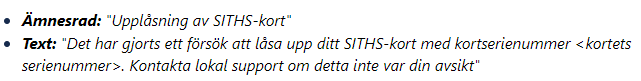 • Ämnesrad: "Upplåsning av SITHS-kort"
• Text: "Det har gjorts ett försök att låsa upp ditt SITHS-kort med kortserienummer <kortets
serienummer>. Kontakta lokal support om detta inte var din avsikt"